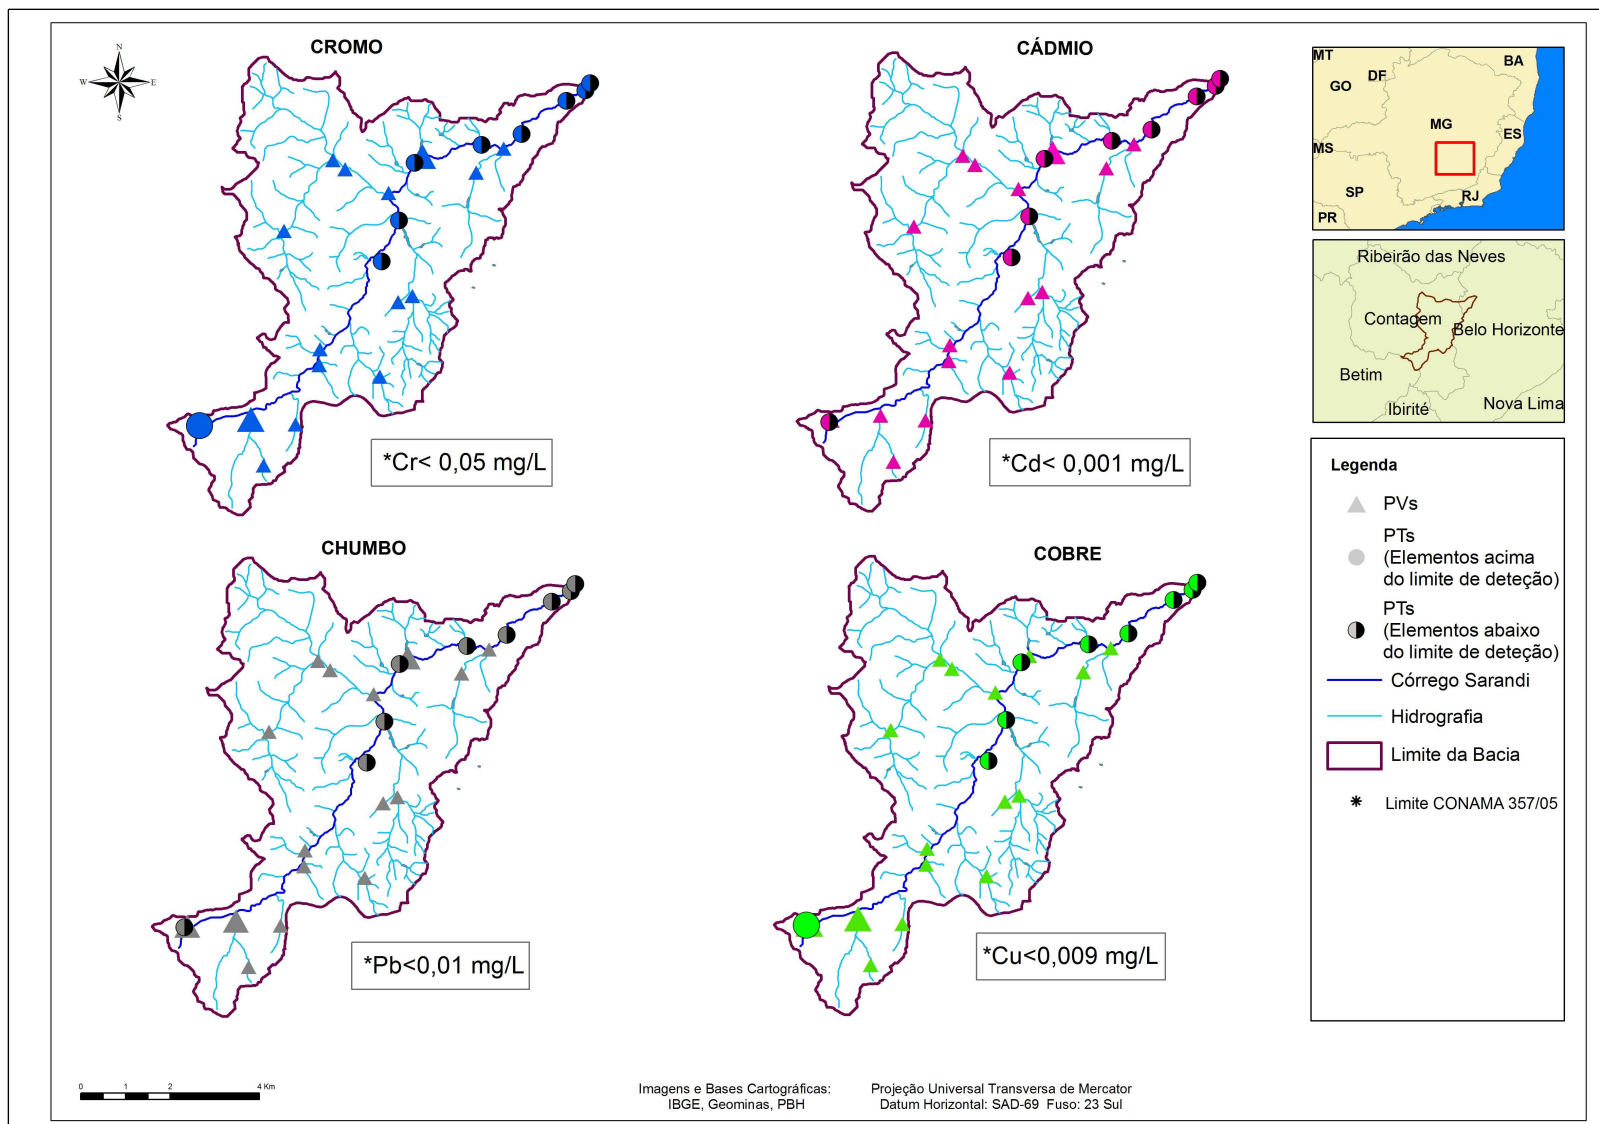 CROMO
CÁDMIO
N
W
E
S
*Cr< 0,05 mg/L
*Cd< 0,001 mg/L
CHUMBO
COBRE
*Pb<0,01 mg/L
*Cu<0,009 mg/L
MT
GO
DF
BA
MG
ES
MS
SP
RJ
PR
Ribeirão das Neves
Contagem
Belo Horizonte
Betim
Ibirité
Nova Lima
Legenda
PVs
PTs
(Elementos acima
do limite de deteção)
PTs
(Elementos abaixo
do limite de deteção)
Córrego Sarandi
Hidrografia
Limite da Bacia
* Limite CONAMA 357/05
0 1 2 4 Km
Imagens e Bases Cartográficas:
IBGE, Geominas, PBH
Projeção Universal Transversa de Mercator
Datum Horizontal: SAD-69 Fuso: 23 Sul